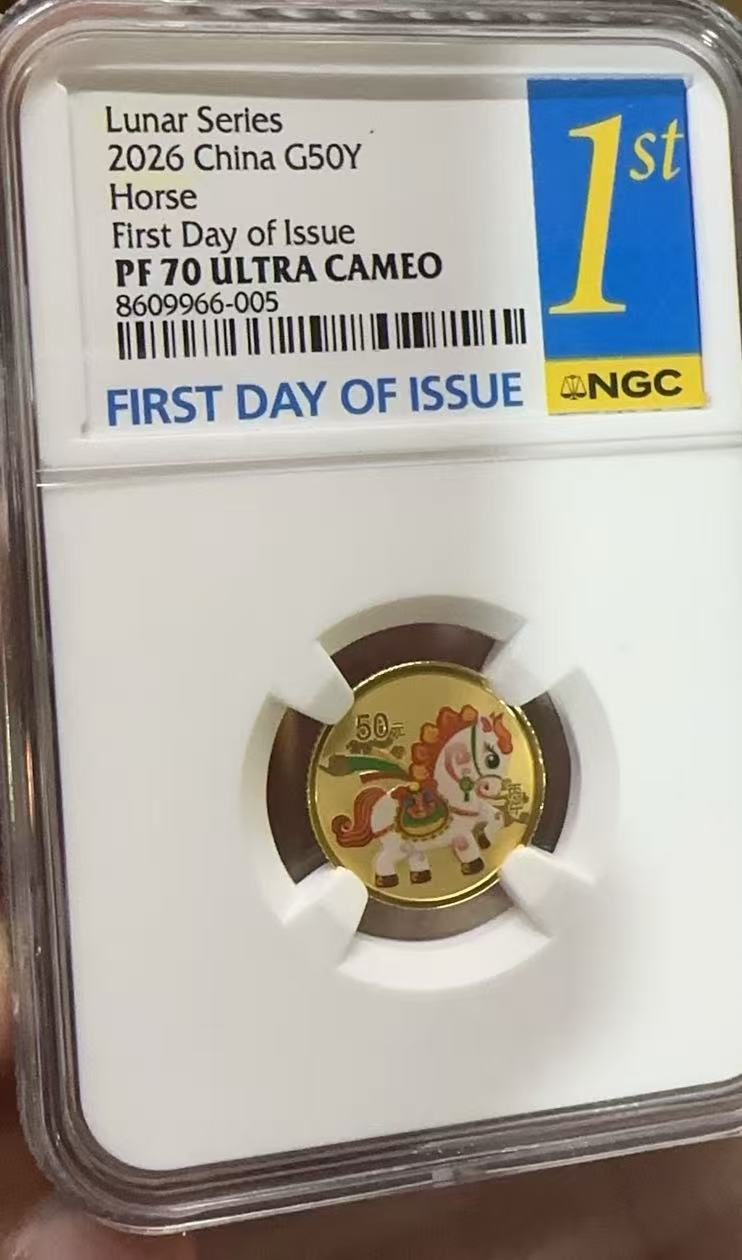 Lunar Series
2026 China G50Y
Horse
First Day of Issue
PF 70 ULTRA CAMEO
8609966-005
FIRST DAY OF ISSUE
1st
NGC
50元